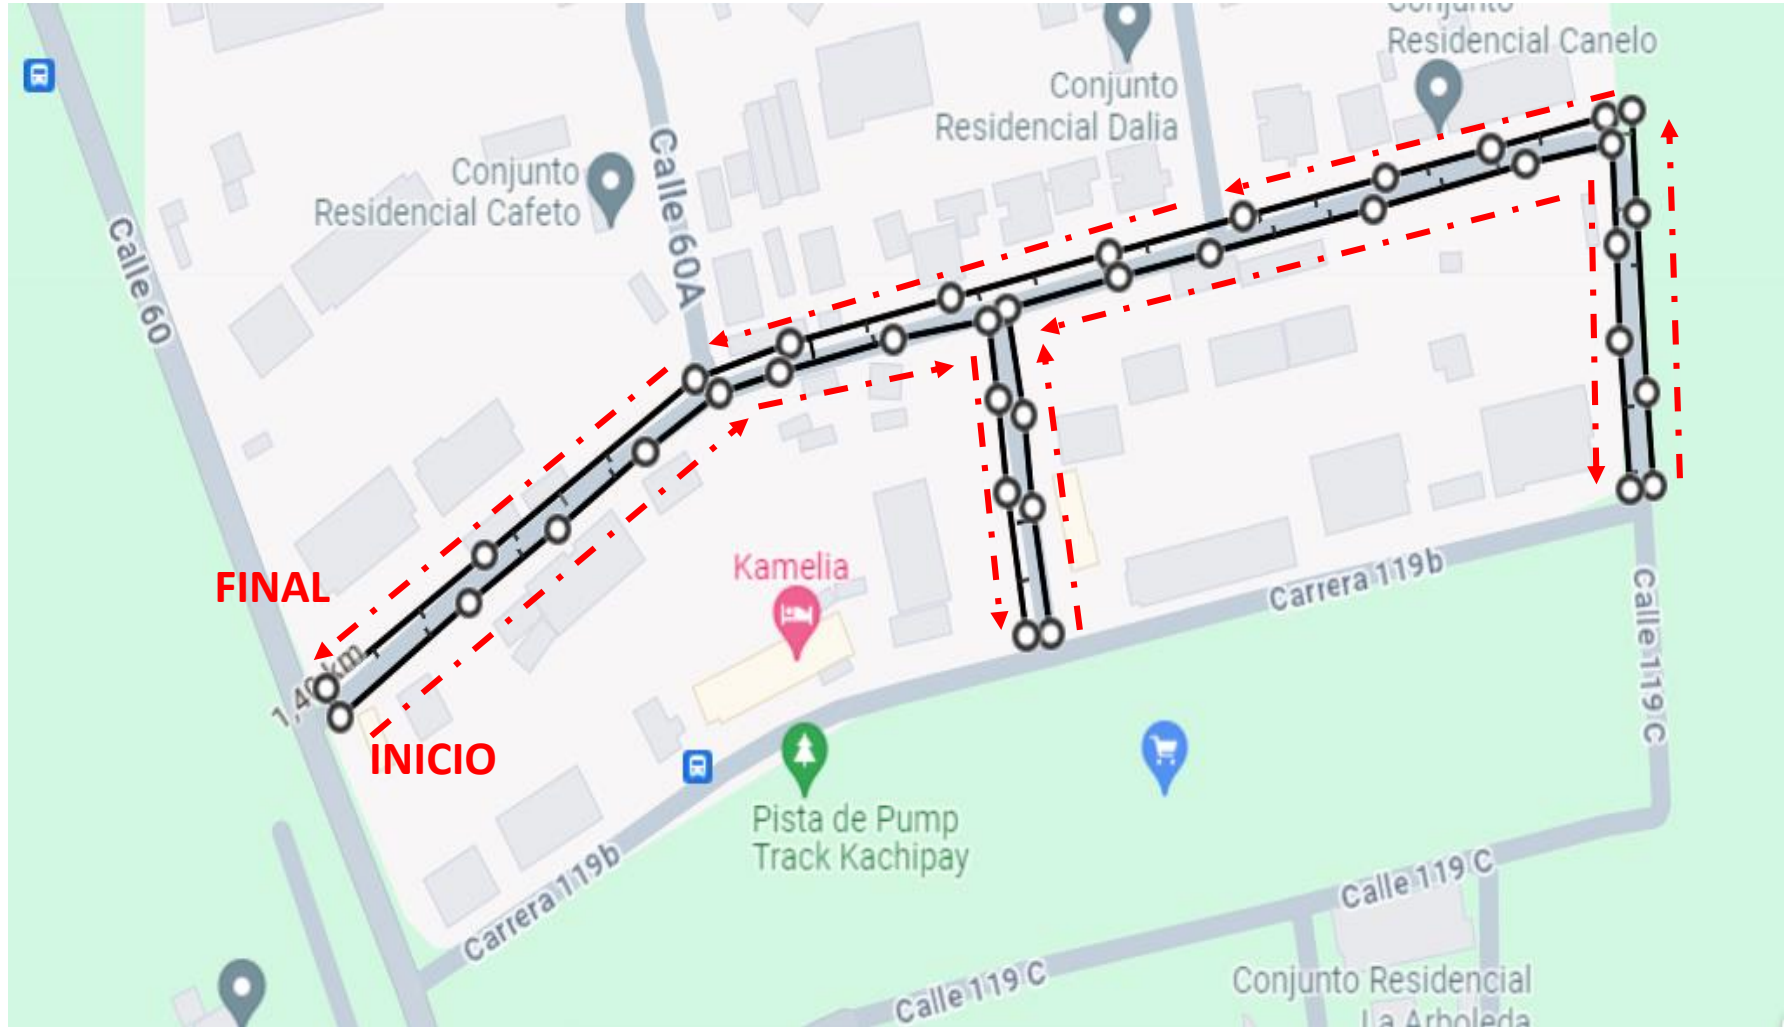 Conjunto
Residencial Canelo
Conjunto
Residencial Dalia
Conjunto
Residencial Cafeto
Calle 60A
Calle 60
FINAL
Kamelia
Carrera 119b
Calle 119 C
INICIO
Pista de Pump
Track Kachipay
Carrera 119b
Calle 119 C
Calle 119 C
Conjunto Residencial
La Arboleda